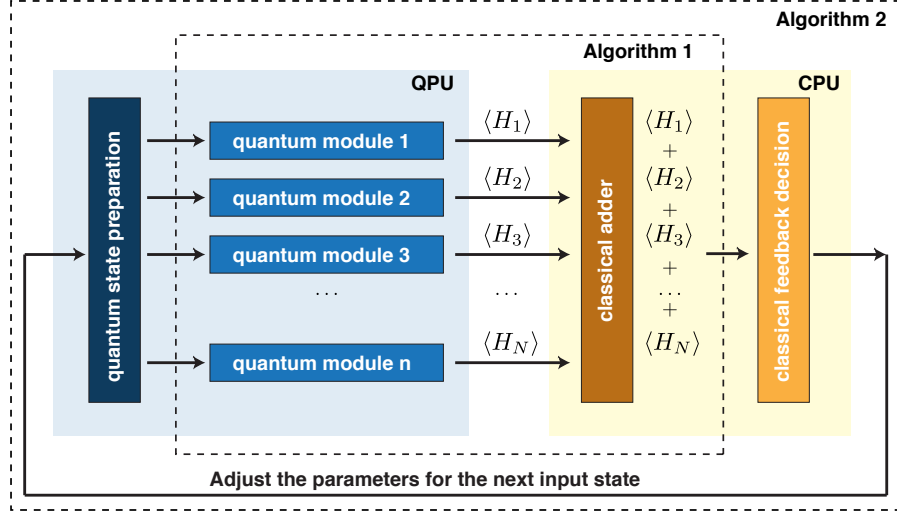 Algorithm 2
Algorithm 1
QPU
CPU
quantum state preparation
quantum module 1
quantum module 2
quantum module 3
...
quantum module n
⟨H₁⟩
⟨H₂⟩
⟨H₃⟩
...
⟨H_N⟩
classical adder
⟨H₁⟩
+
⟨H₂⟩
+
⟨H₃⟩
+
...
+
⟨H_N⟩
classical feedback decision
Adjust the parameters for the next input state